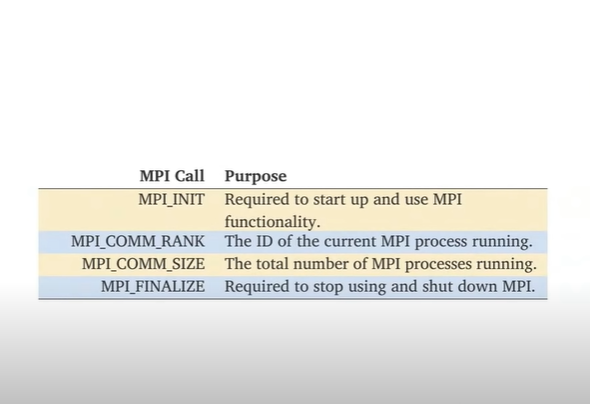 MPI Call Purpose
MPI_INIT Required to start up and use MPI
functionality.
MPI_COMM_RANK The ID of the current MPI process running.
MPI_COMM_SIZE The total number of MPI processes running.
MPI_FINALIZE Required to stop using and shut down MPI.